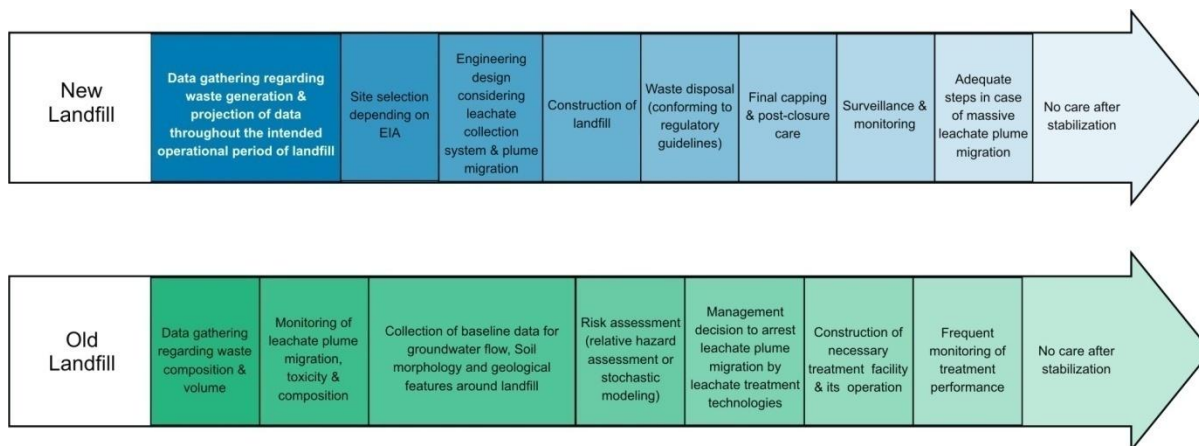 New
Landfill
Data gathering regarding
waste generation &
projection of data
throughout the intended
operational period of landfill
Site selection
depending on
EIA
Engineering
design
considering
leachate
collection
system & plume
migration
Construction of
landfill
Waste disposal
(conforming to
regulatory
guidelines)
Final capping
& post-closure
care
Surveillance &
monitoring
Adequate
steps in case
of massive
leachate plume
migration
No care after
stabilization
Old
Landfill
Data gathering
regarding waste
composition &
volume
Monitoring of
leachate plume
migration,
toxicity &
composition
Collection of baseline data for
groundwater flow, Soil
morphology and geological
features around landfill
Risk assessment
(relative hazard
assessment or
stochastic
modeling)
Management
decision to arrest
leachate plume
migration by
leachate treatment
technologies
Construction of
necessary
treatment facility
& its operation
Frequent
monitoring of
treatment
performance
No care after
stabilization